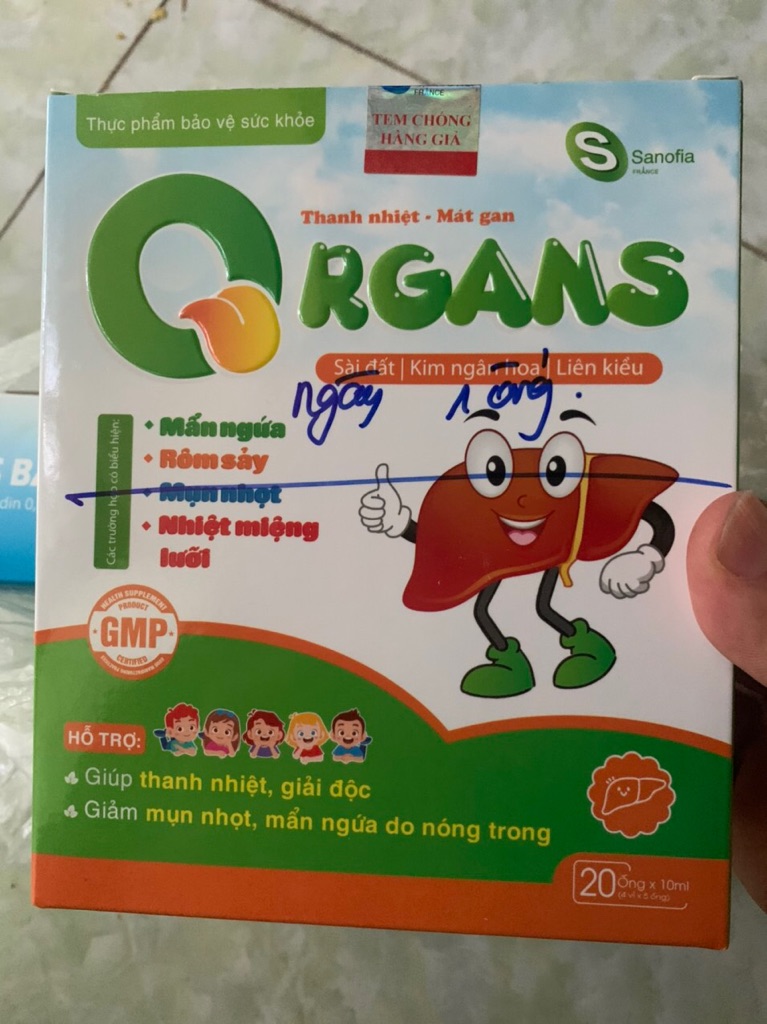 Thực phẩm bảo vệ sức khỏe
FRANCE
TEM CHỐNG
HÀNG GIẢ
S
Sanofia
FRANCE
Thanh nhiệt - Mát gan
ORGANS
Sài đất | Kim ngân hoa | Liên kiều
ngày 1 ống.
Các trường hợp có biểu hiện:
Mẩn ngứa
Rôm sảy
Mụn nhọt
Nhiệt miệng
lưỡi
HEALTH SUPPLEMENT
PRODUCT
GMP
CERTIFIED
HỖ TRỢ:
Giúp thanh nhiệt, giải độc
Giảm mụn nhọt, mẩn ngứa do nóng trong
20 Ống x 10ml
(4 vỉ x 5 ống)